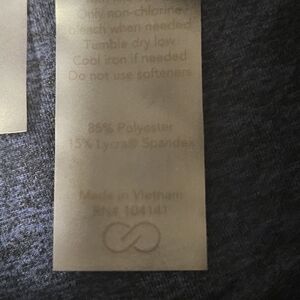 Only non-chlorine
bleach when needed
Tumble dry low
Cool iron if needed
Do not use softeners
85% Polyester
15% Lycra® Spandex
Made in Vietnam
RN# 104141